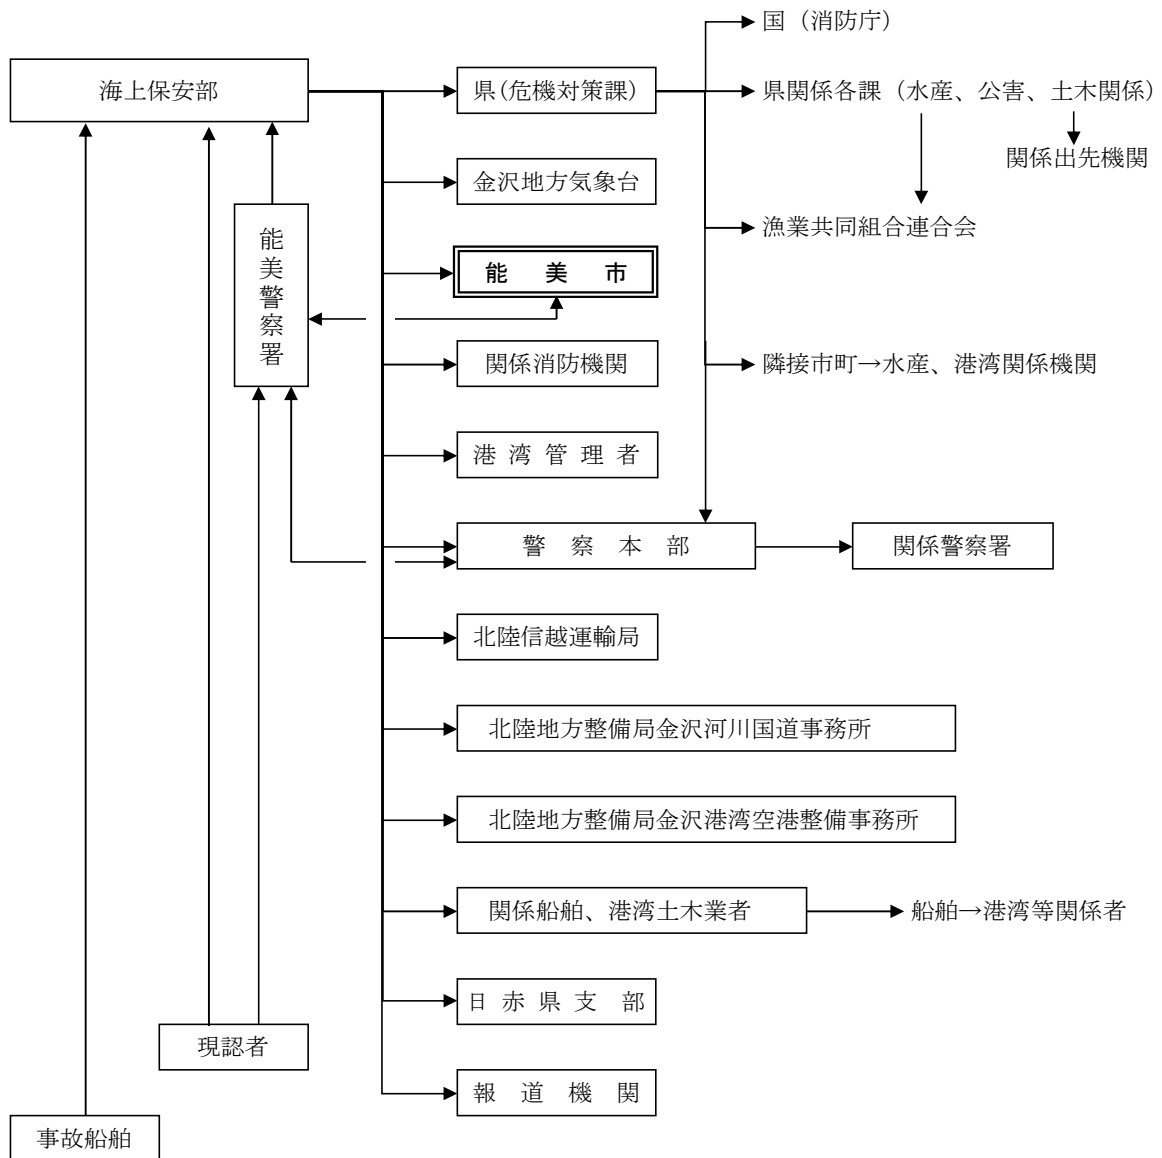 国（消防庁）
海上保安部
県(危機対策課)
県関係各課（水産、公害、土木関係）
関係出先機関
金沢地方気象台
能美警察署
漁業共同組合連合会
能　美　市
関係消防機関
隣接市町→水産、港湾関係機関
港 湾 管 理 者
警　察　本　部
関係警察署
北陸信越運輸局
北陸地方整備局金沢河川国道事務所
北陸地方整備局金沢港湾空港整備事務所
関係船舶、港湾土木業者
船舶→港湾等関係者
日 赤 県 支　部
現認者
報　道　機　関
事故船舶